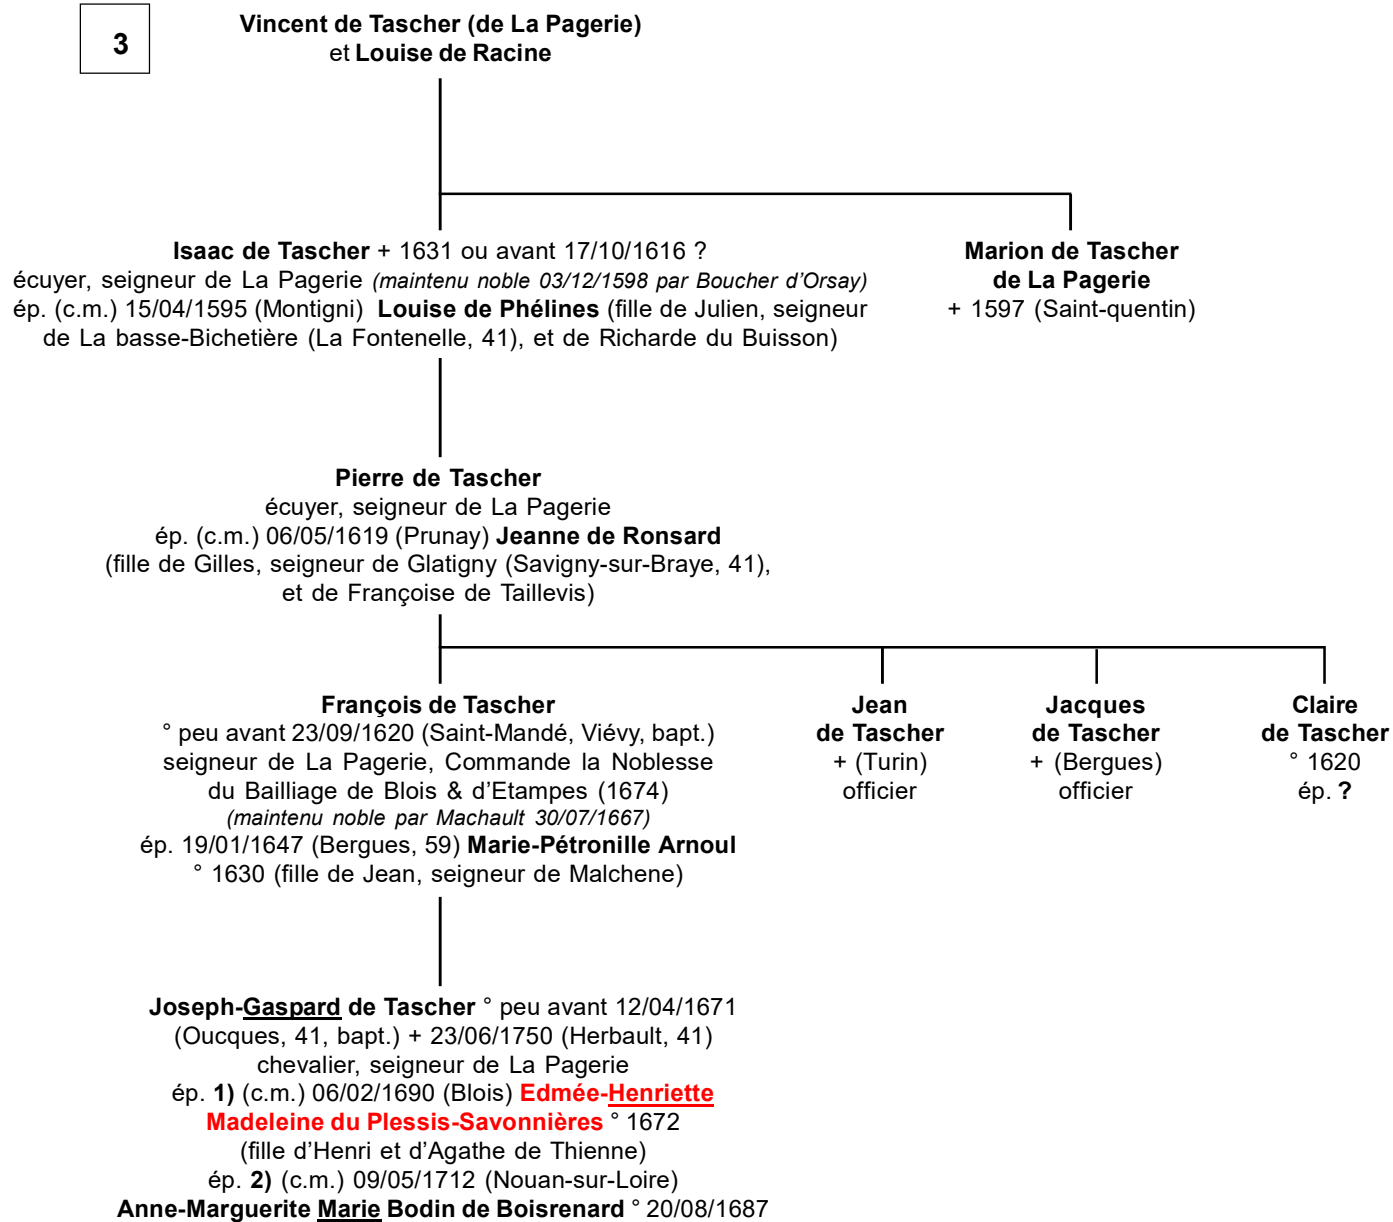 3
Vincent de Tascher (de La Pagerie)
et Louise de Racine
Isaac de Tascher + 1631 ou avant 17/10/1616 ?
écuyer, seigneur de La Pagerie (maintenu noble 03/12/1598 par Boucher d'Orsay)
ép. (c.m.) 15/04/1595 (Montigni) Louise de Phélines (fille de Julien, seigneur
de La basse-Bichetière (La Fontenelle, 41), et de Richarde du Buisson)
Marion de Tascher
de La Pagerie
+ 1597 (Saint-quentin)
Pierre de Tascher
écuyer, seigneur de La Pagerie
ép. (c.m.) 06/05/1619 (Prunay) Jeanne de Ronsard
(fille de Gilles, seigneur de Glatigny (Savigny-sur-Braye, 41),
et de Françoise de Taillevis)
François de Tascher
° peu avant 23/09/1620 (Saint-Mandé, Viévy, bapt.)
seigneur de La Pagerie, Commande la Noblesse
du Bailliage de Blois & d'Etampes (1674)
(maintenu noble par Machault 30/07/1667)
ép. 19/01/1647 (Bergues, 59) Marie-Pétronille Arnoul
° 1630 (fille de Jean, seigneur de Malchene)
Jean
de Tascher
+ (Turin)
officier
Jacques
de Tascher
+ (Bergues)
officier
Claire
de Tascher
° 1620
ép. ?
Joseph-Gaspard de Tascher ° peu avant 12/04/1671
(Oucques, 41, bapt.) + 23/06/1750 (Herbault, 41)
chevalier, seigneur de La Pagerie
ép. 1) (c.m.) 06/02/1690 (Blois) Edmée-Henriette
Madeleine du Plessis-Savonnières ° 1672
(fille d'Henri et d'Agathe de Thienne)
ép. 2) (c.m.) 09/05/1712 (Nouan-sur-Loire)
Anne-Marguerite Marie Bodin de Boisrenard ° 20/08/1687